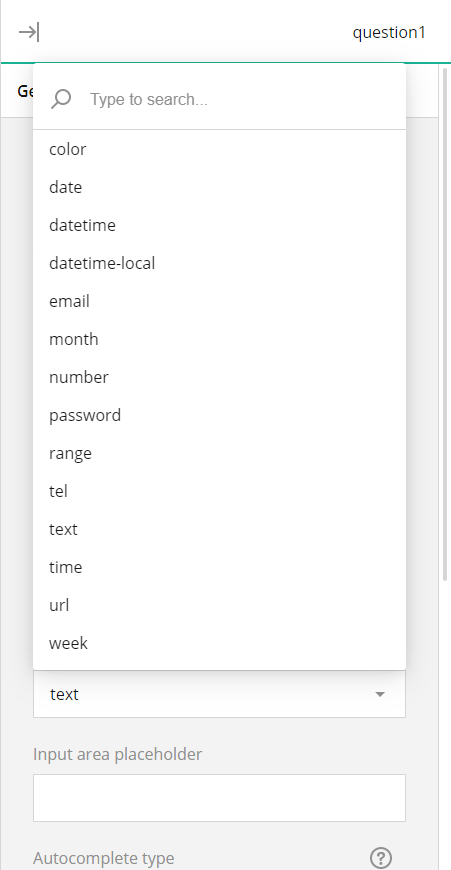 question1
Ge
Type to search...
color
date
datetime
datetime-local
email
month
number
password
range
tel
text
time
url
week
text
Input area placeholder
Autocomplete type